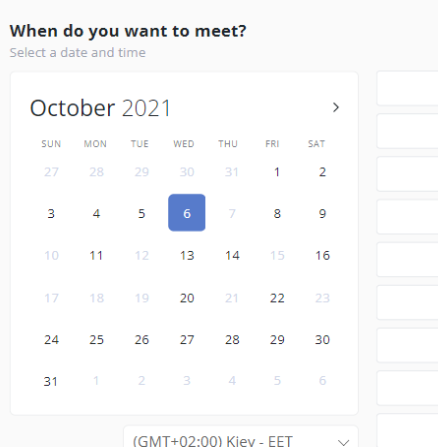 When do you want to meet?
Select a date and time
October 2021
SUN MON TUE WED THU FRI SAT
27 28 29 30 31 1 2
3 4 5 6 7 8 9
10 11 12 13 14 15 16
17 18 19 20 21 22 23
24 25 26 27 28 29 30
31 1 2 3 4 5 6
(GMT+02:00) Kiev - EET